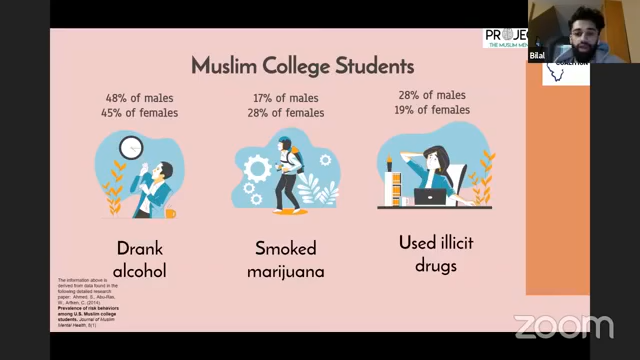 PROJEC
THE MUSLIM MEN
Bilal
COALITION
Muslim College Students
48% of males
45% of females
17% of males
28% of females
28% of males
19% of females
Drank
alcohol
Smoked
marijuana
Used illicit
drugs
The information above is
derived from data found in the
following detailed research
paper: Ahmed, S., Abu-Ras,
W., Arfken, C. (2014).
Prevalence of risk behaviors
among U.S. Muslim college
students. Journal of Muslim
Mental Health, 8(1)
zoom